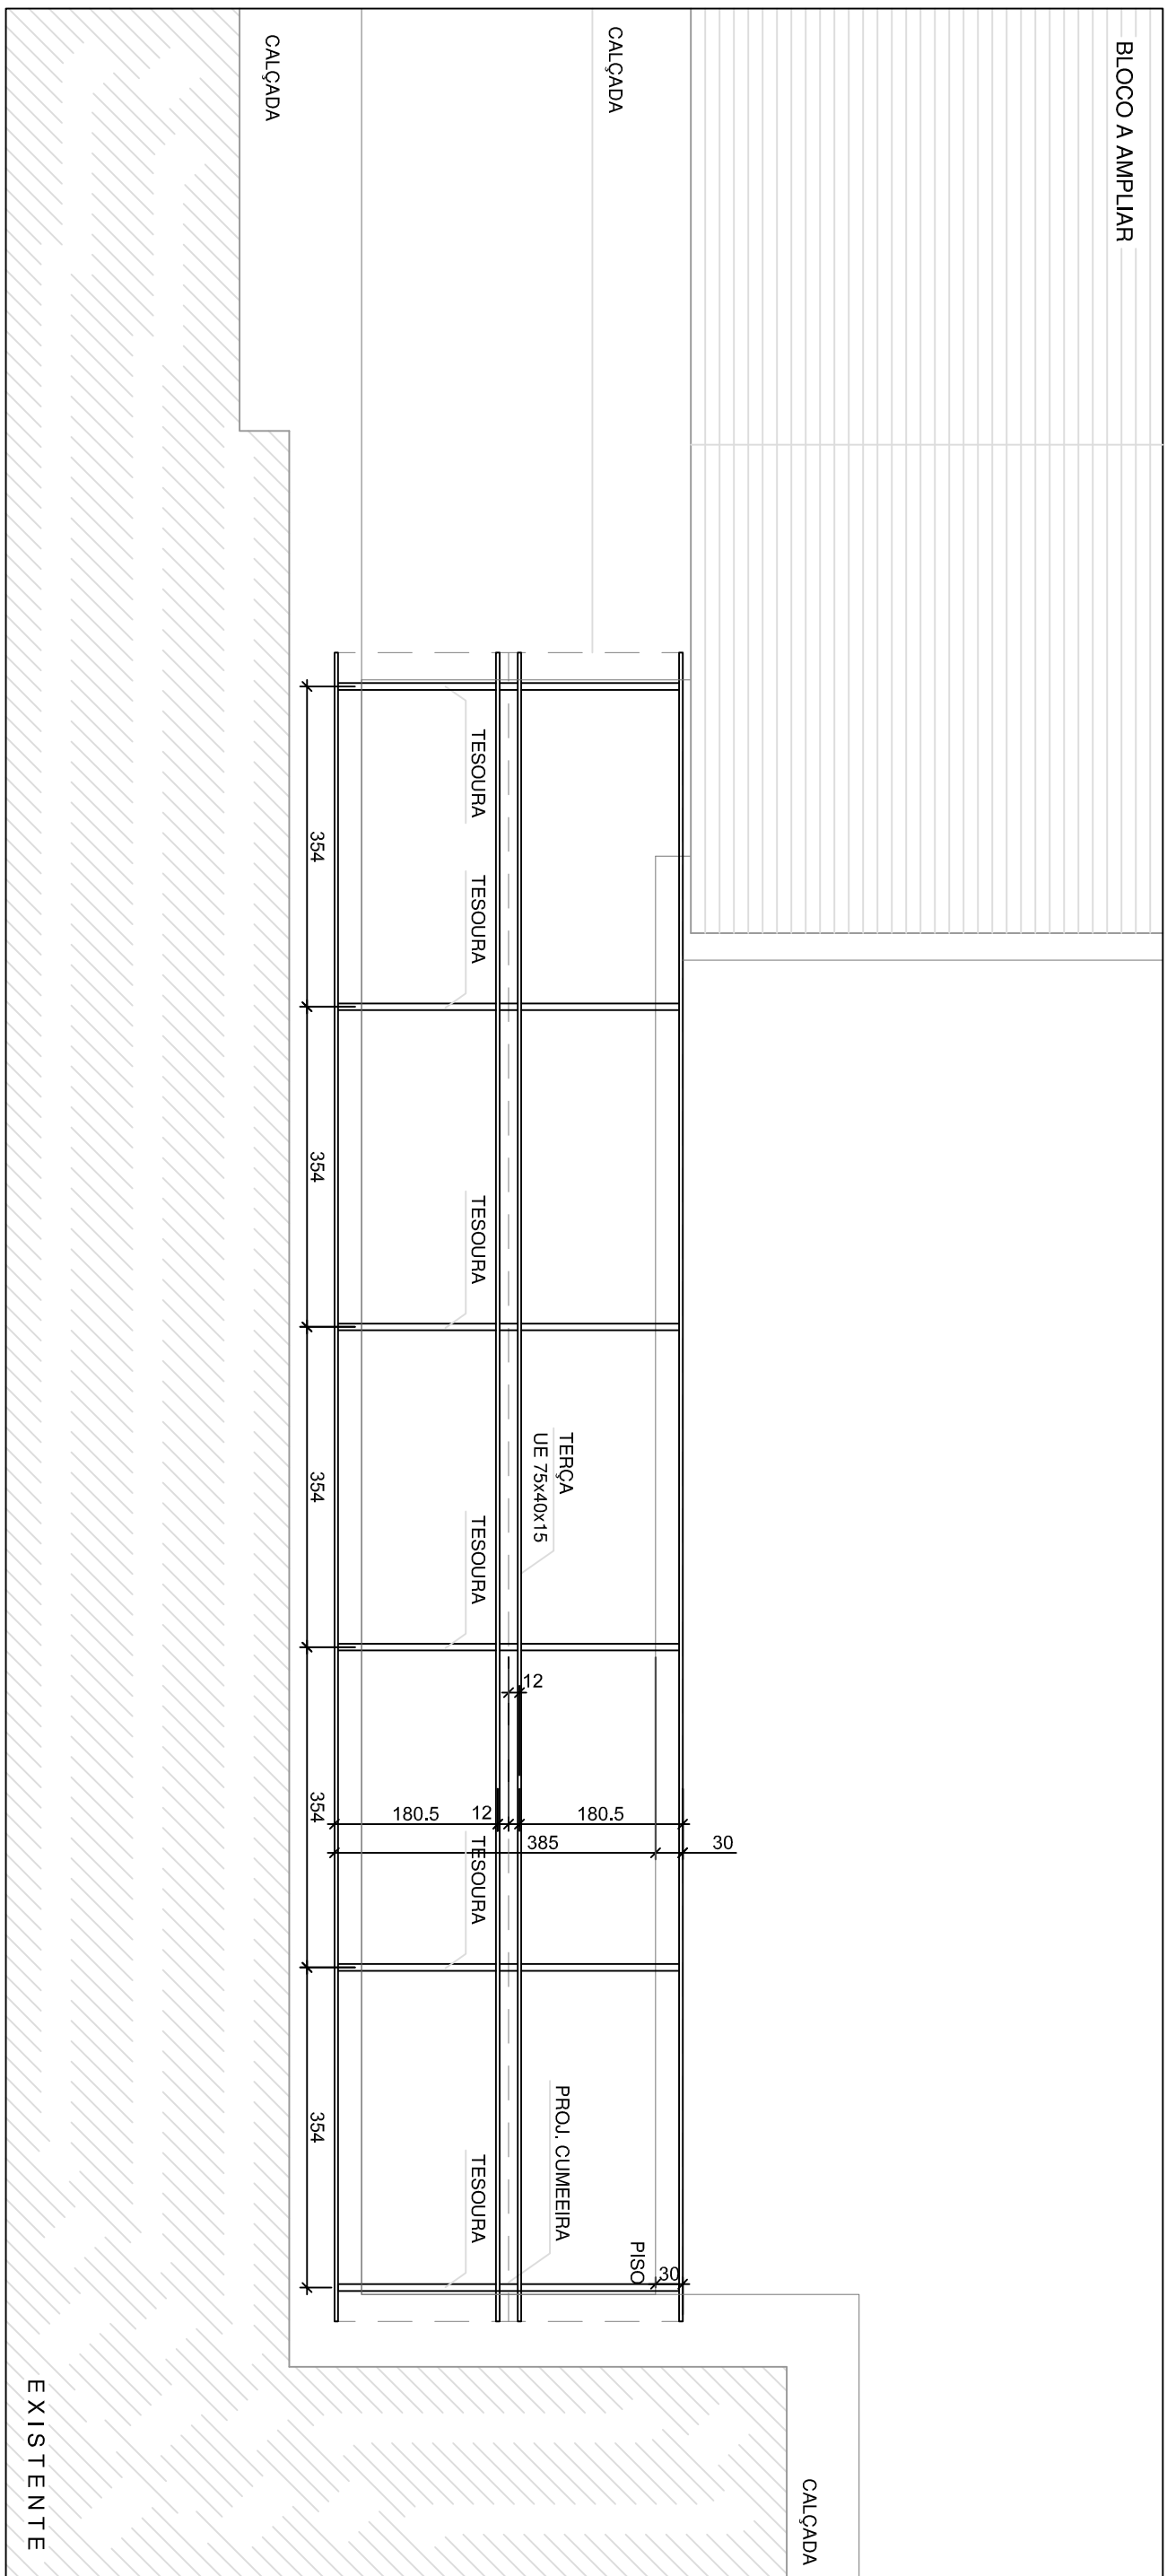 BLOCO A AMPLIAR
CALÇADA
CALÇADA
TESOURA
354
TESOURA
354
TESOURA
TERÇA
UE 75x40x15
354
TESOURA
12
354
180.5
12
180.5
385
30
TESOURA
354
PROJ. CUMEEIRA
TESOURA
PISO
30
EXISTENTE
CALÇADA